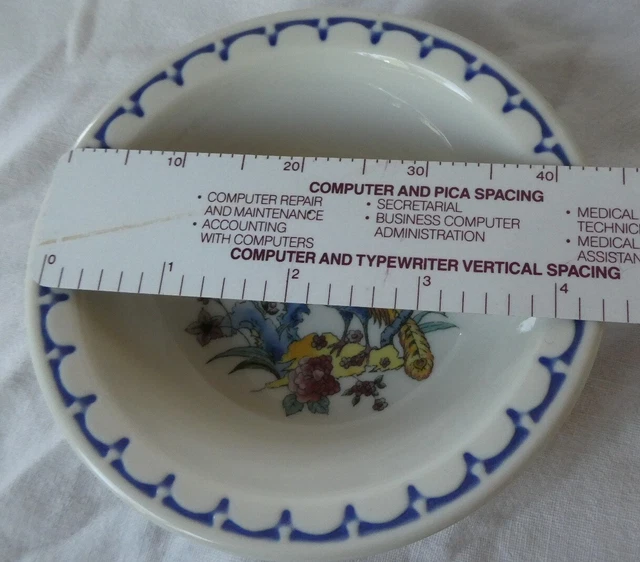 10 20 30 40
COMPUTER AND PICA SPACING
• COMPUTER REPAIR
AND MAINTENANCE
• ACCOUNTING
WITH COMPUTERS
• SECRETARIAL
• BUSINESS COMPUTER
ADMINISTRATION
• MEDICAL
TECHNIC
• MEDICAL
ASSISTAN
COMPUTER AND TYPEWRITER VERTICAL SPACING
0 1 2 3 4